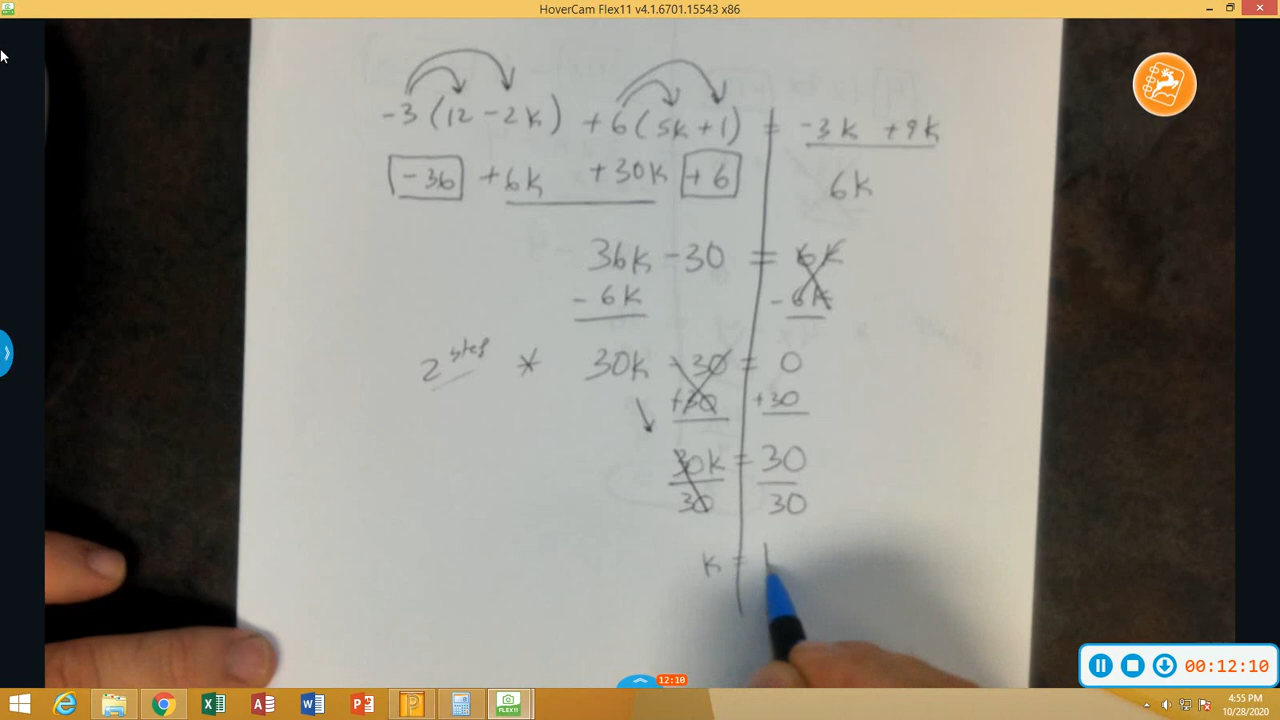 HoverCam Flex11 v4.1.6701.15543 x86
-3(12 -2k) +6(5k+1) = -3k +9k
-36 +6k +30k +6 6k
36k -30 = 6k
-6k -6k
2 step * 30k -30 = 0
+30 +30
30k = 30
30 30
k = 1
12:10
00:12:10
FLEX11
4:55 PM
10/28/2020